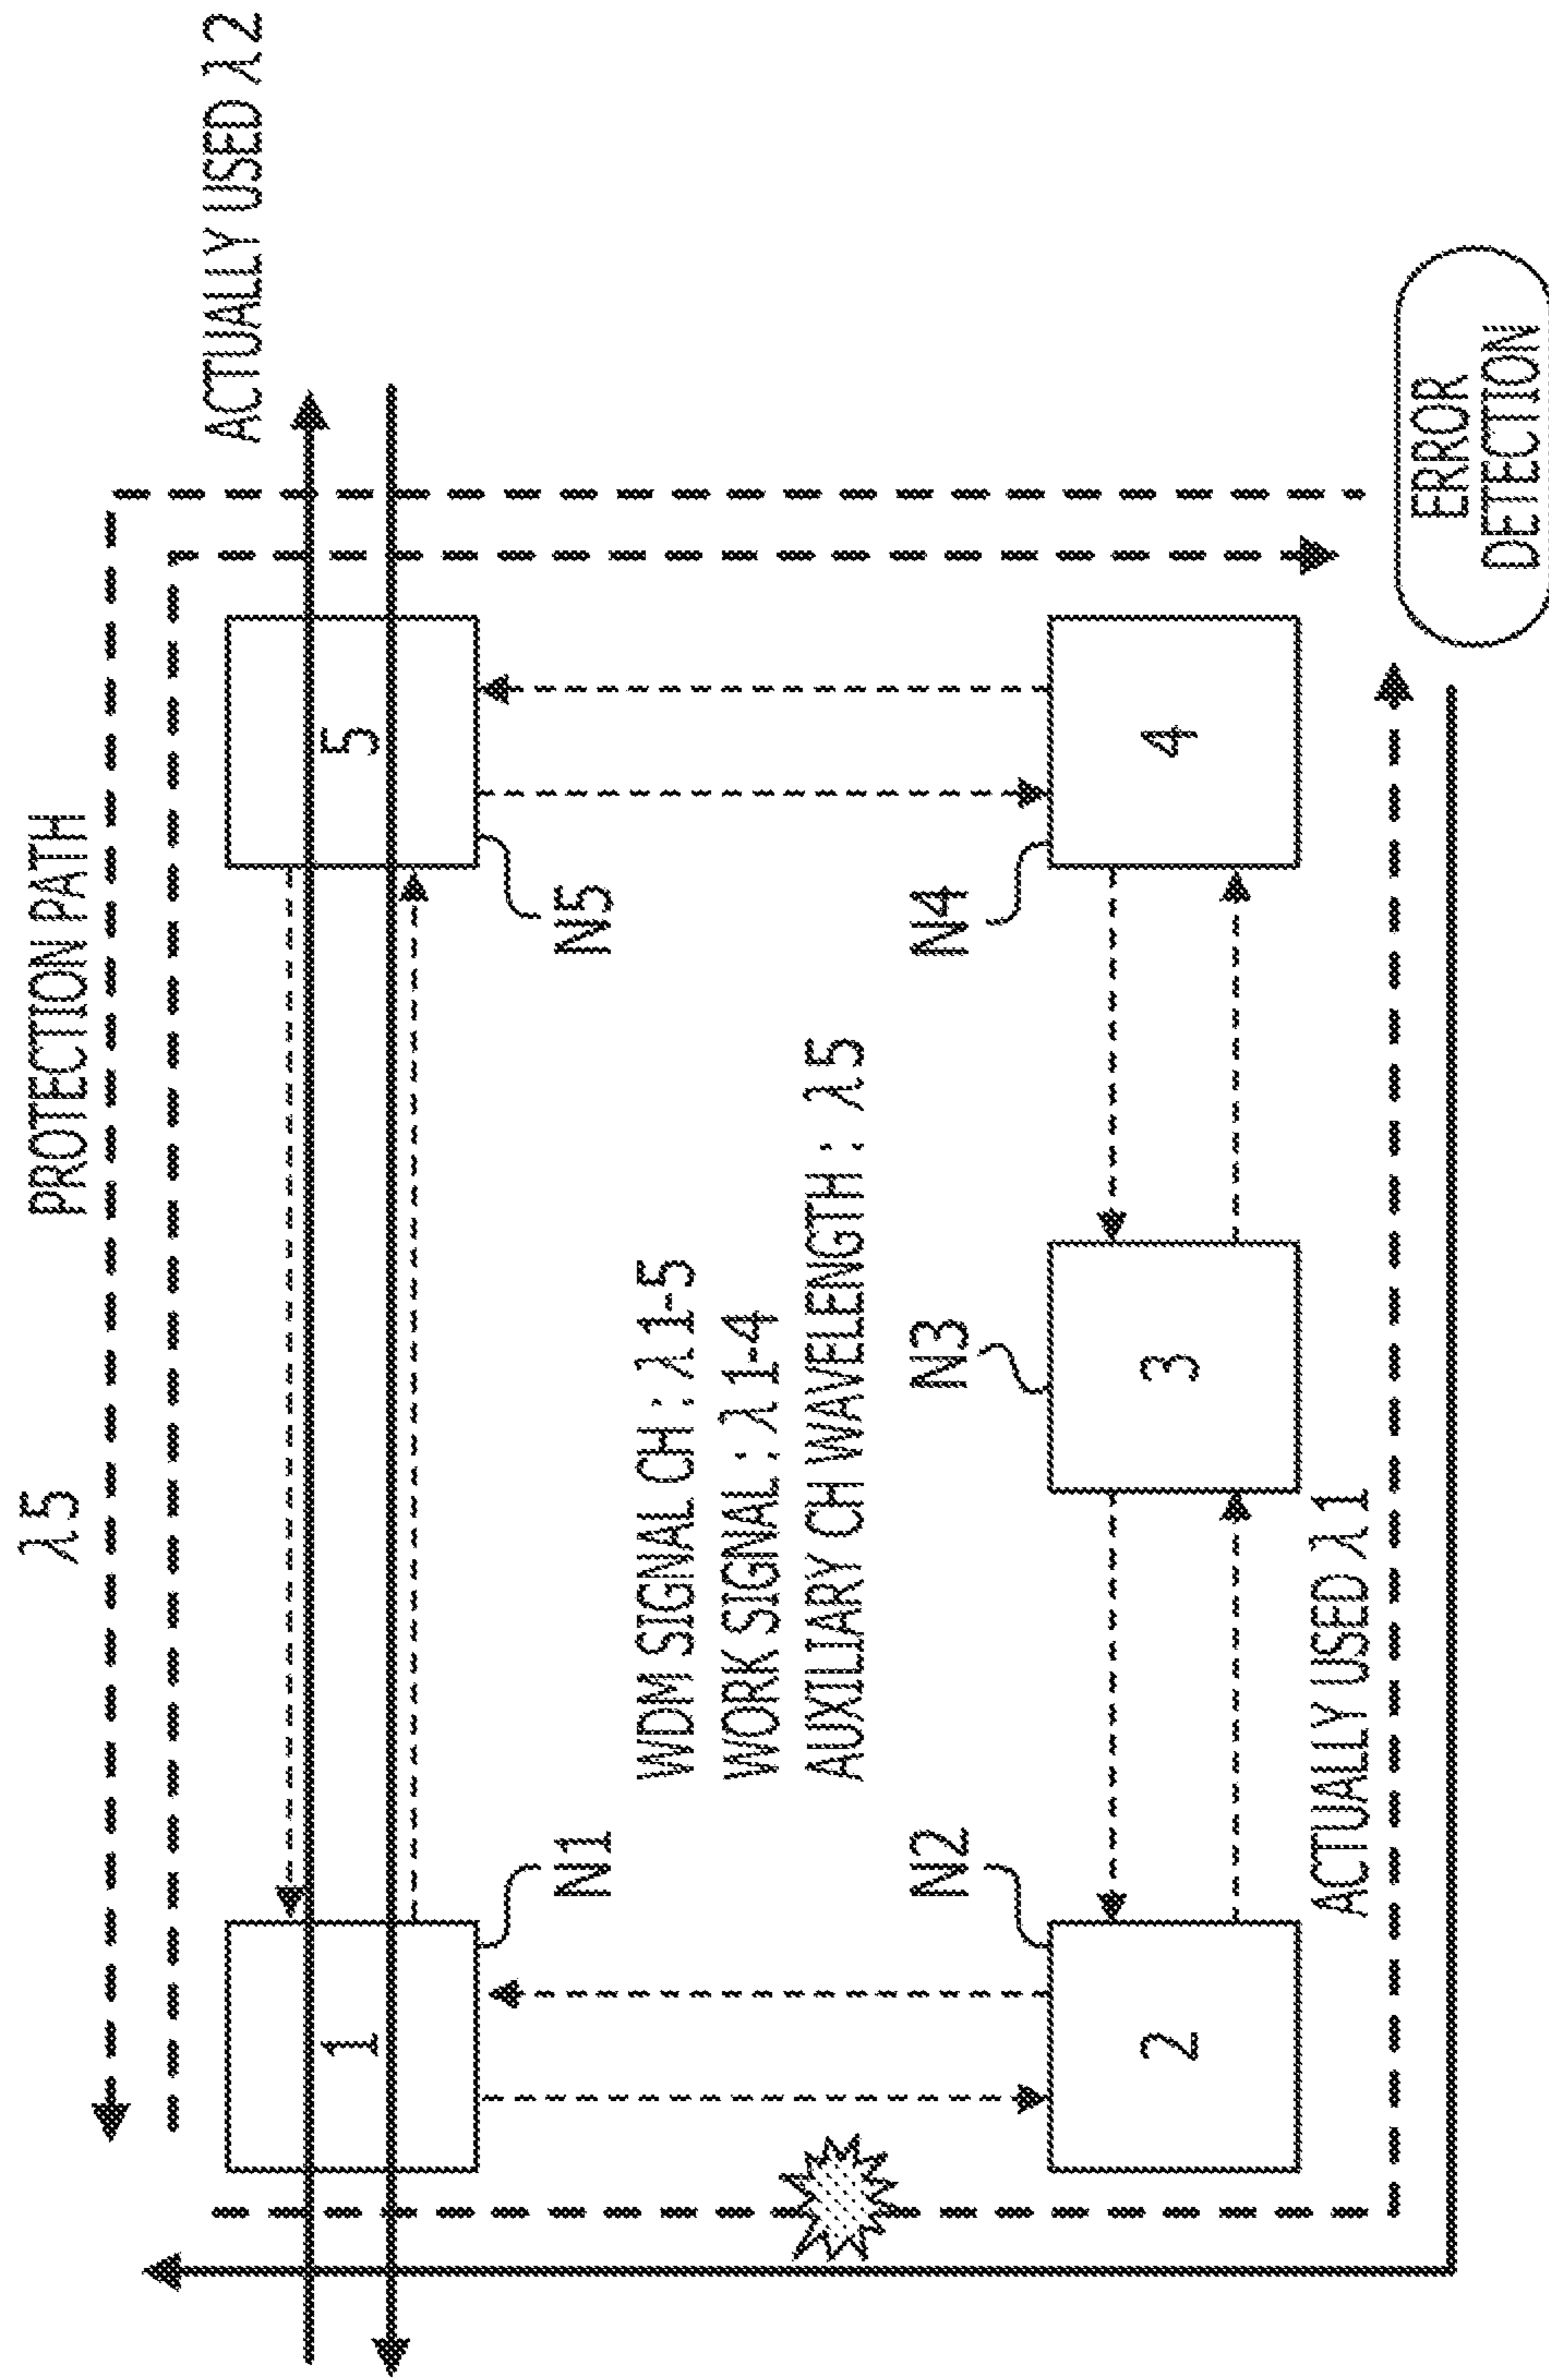 λ5
PROTECTION PATH
ACTUALLY USED λ2
1
5
N1
N5
WDM SIGNAL CH : λ1-5
WORK SIGNAL : λ1-4
AUXILIARY CH WAVELENGTH : λ5
N2
N3
N4
2
3
4
ACTUALLY USED λ1
ERROR
DETECTION